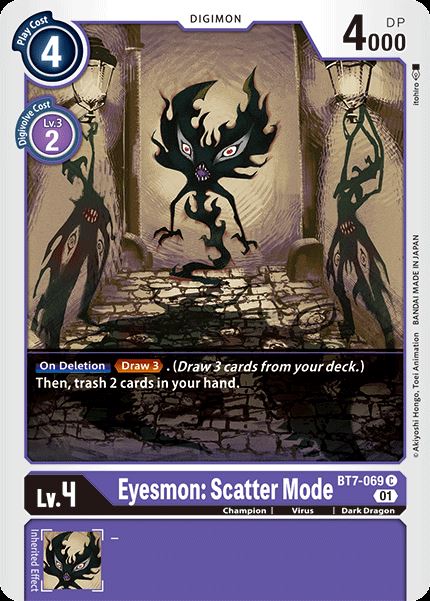 DIGIMON
Play Cost
4
4000
DP
Digivolve Cost
Lv.3
2
itohiro
© Akiyoshi Hongo, Toei Animation BANDAI MADE IN JAPAN
On Deletion Draw 3 . (Draw 3 cards from your deck.)
Then, trash 2 cards in your hand.
Lv.4
Eyesmon: Scatter Mode
BT7-069 C
01
Champion | Virus | Dark Dragon
Inherited Effect
–